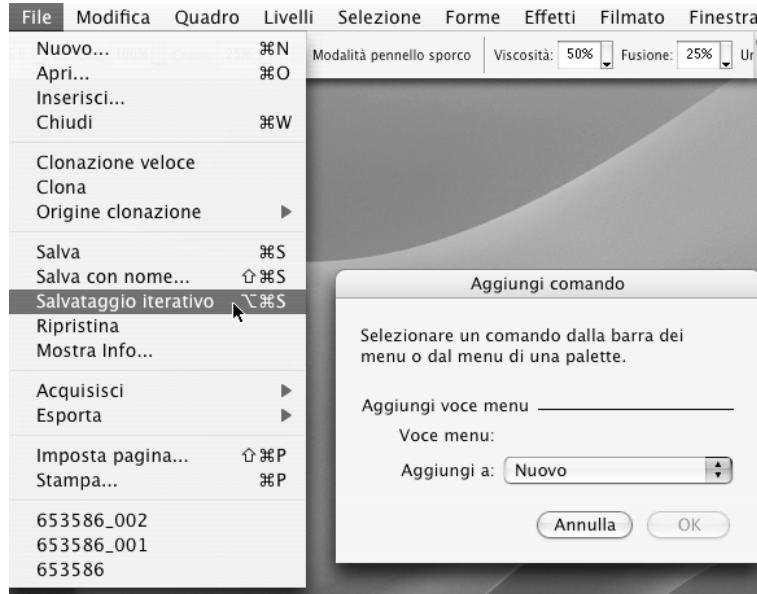 File Modifica Quadro Livelli Selezione Forme Effetti Filmato Finestra
Modalità pennello sporco Viscosità: 50% Fusione: 25%
Nuovo... ⌘N
Apri... ⌘O
Inserisci...
Chiudi ⌘W
Clonazione veloce
Clona
Origine clonazione
Salva ⌘S
Salva con nome... ⇧⌘S
Salvataggio iterativo ⌥⌘S
Ripristina
Mostra Info...
Acquisisci
Esporta
Imposta pagina... ⇧⌘P
Stampa... ⌘P
653586_002
653586_001
653586
Aggiungi comando
Selezionare un comando dalla barra dei
menu o dal menu di una palette.
Aggiungi voce menu
Voce menu:
Aggiungi a: Nuovo
Annulla OK